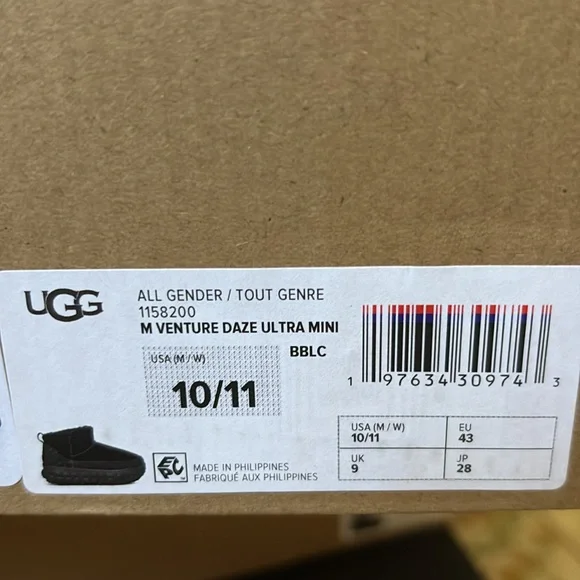 UGG
ALL GENDER / TOUT GENRE
1158200
M VENTURE DAZE ULTRA MINI
BBLC
USA (M / W)
10/11
1 97634 30974 3
USA (M / W)
10/11
EU
43
UK
9
JP
28
MADE IN PHILIPPINES
FABRIQUÉ AUX PHILIPPINES